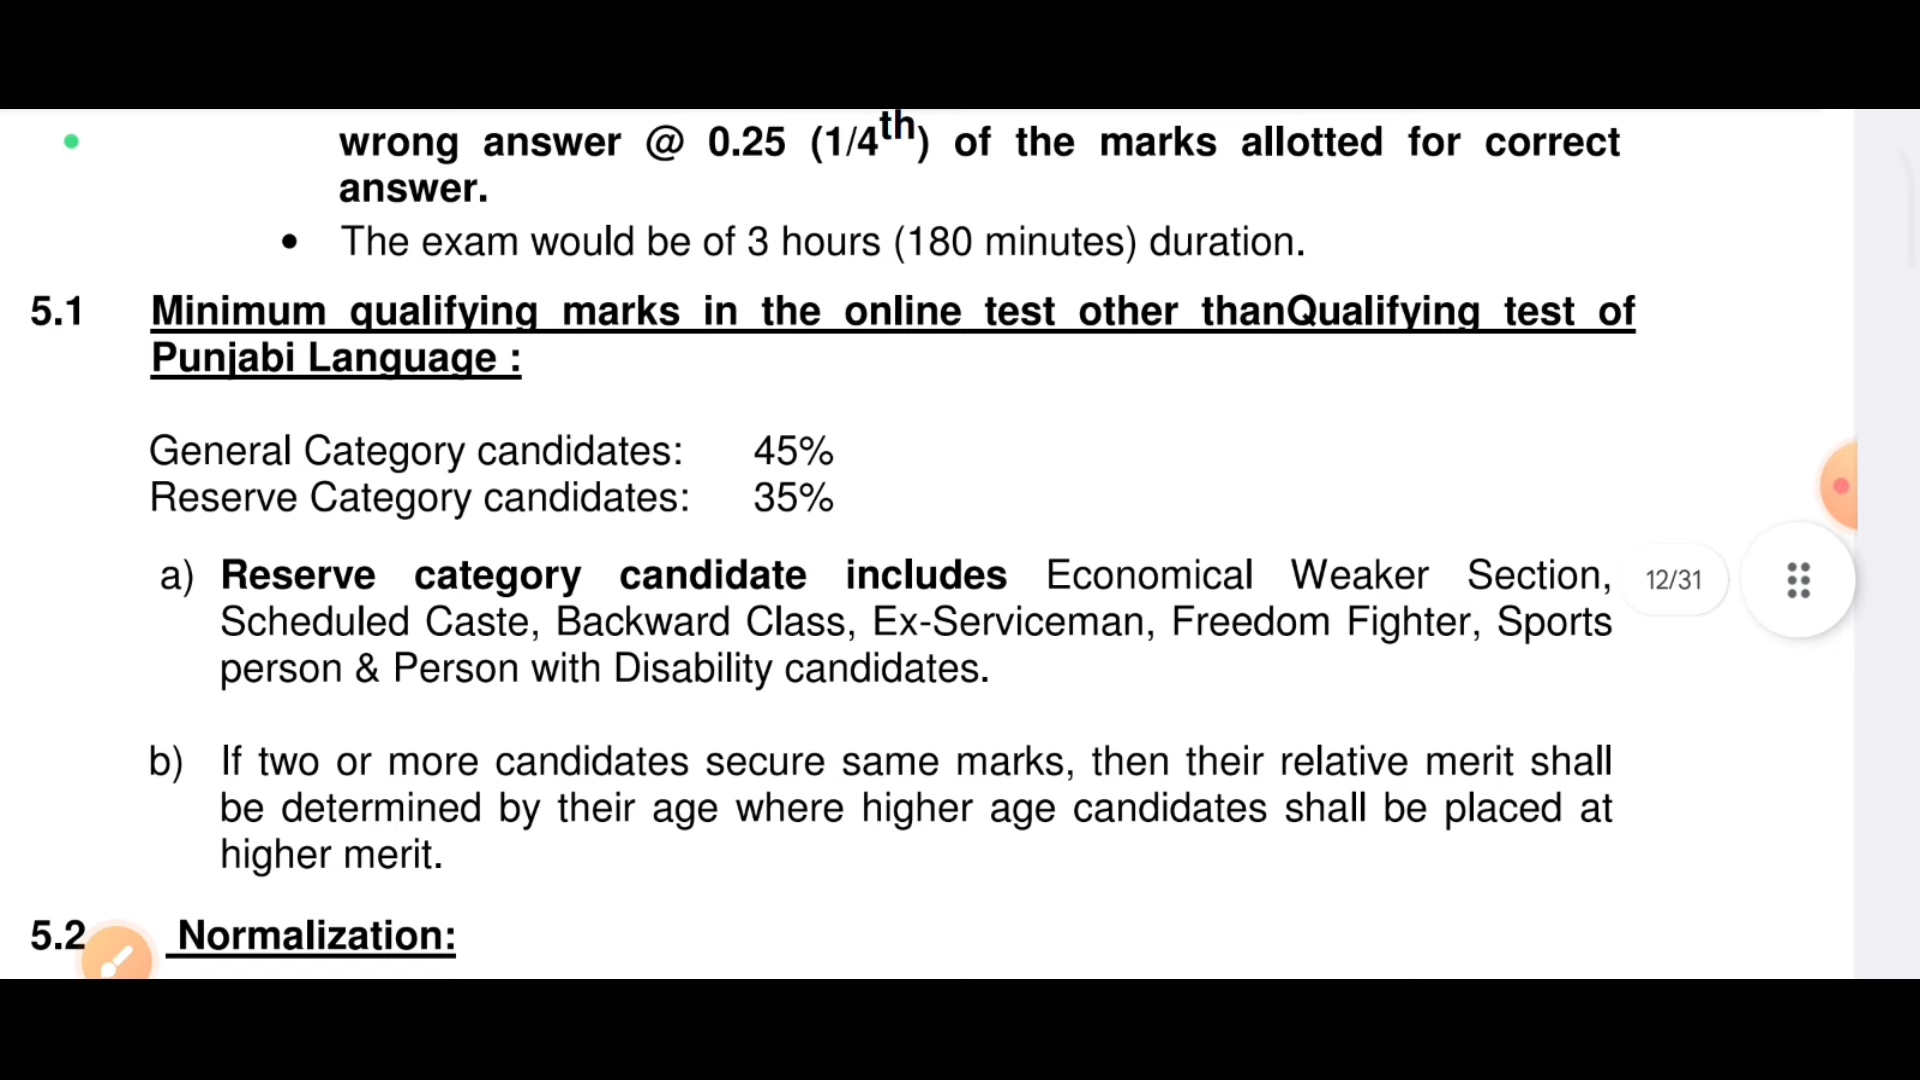 wrong answer @ 0.25 (1/4th) of the marks allotted for correct
answer.
• The exam would be of 3 hours (180 minutes) duration.
5.1 Minimum qualifying marks in the online test other thanQualifying test of
Punjabi Language :
General Category candidates: 45%
Reserve Category candidates: 35%
a) Reserve category candidate includes Economical Weaker Section,
Scheduled Caste, Backward Class, Ex-Serviceman, Freedom Fighter, Sports
person & Person with Disability candidates.
12/31
b) If two or more candidates secure same marks, then their relative merit shall
be determined by their age where higher age candidates shall be placed at
higher merit.
5.2 Normalization: